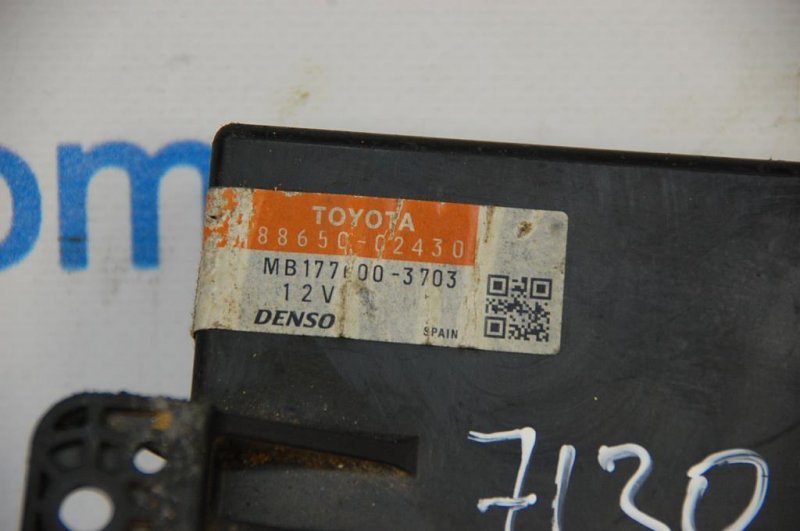 om
TOYOTA
88650-02430
MB177600-3703
12V
DENSO
SPAIN
7130